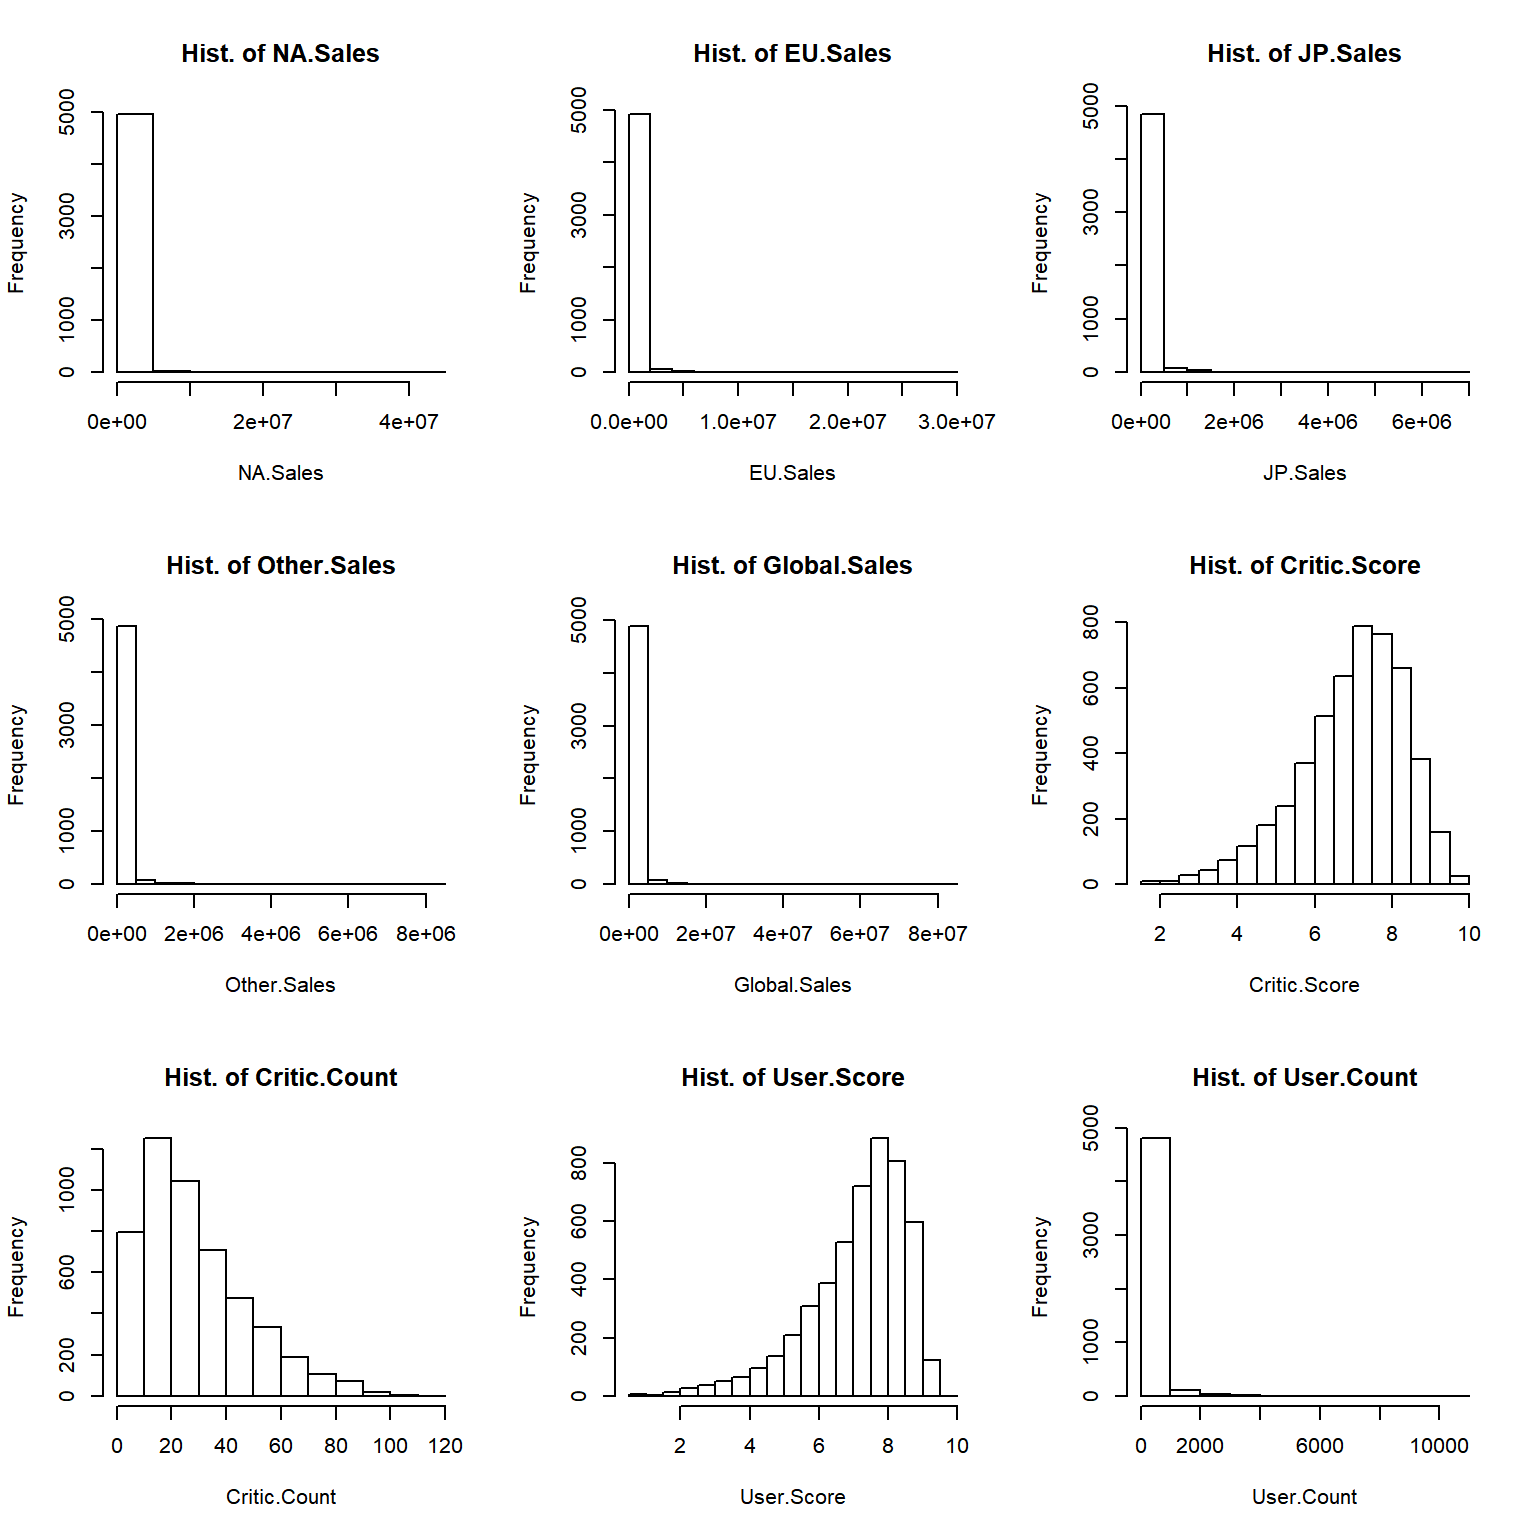 Hist. of NA.Sales
Frequency
0 1000 3000 5000
0e+00 2e+07 4e+07
NA.Sales
Hist. of EU.Sales
Frequency
0 1000 3000 5000
0.0e+00 1.0e+07 2.0e+07 3.0e+07
EU.Sales
Hist. of JP.Sales
Frequency
0 1000 3000 5000
0e+00 2e+06 4e+06 6e+06
JP.Sales
Hist. of Other.Sales
Frequency
0 1000 3000 5000
0e+00 2e+06 4e+06 6e+06 8e+06
Other.Sales
Hist. of Global.Sales
Frequency
0 1000 3000 5000
0e+00 2e+07 4e+07 6e+07 8e+07
Global.Sales
Hist. of Critic.Score
Frequency
0 200 400 600 800
2 4 6 8 10
Critic.Score
Hist. of Critic.Count
Frequency
0 200 600 1000
0 20 40 60 80 100 120
Critic.Count
Hist. of User.Score
Frequency
0 200 400 600 800
2 4 6 8 10
User.Score
Hist. of User.Count
Frequency
0 1000 3000 5000
0 2000 6000 10000
User.Count